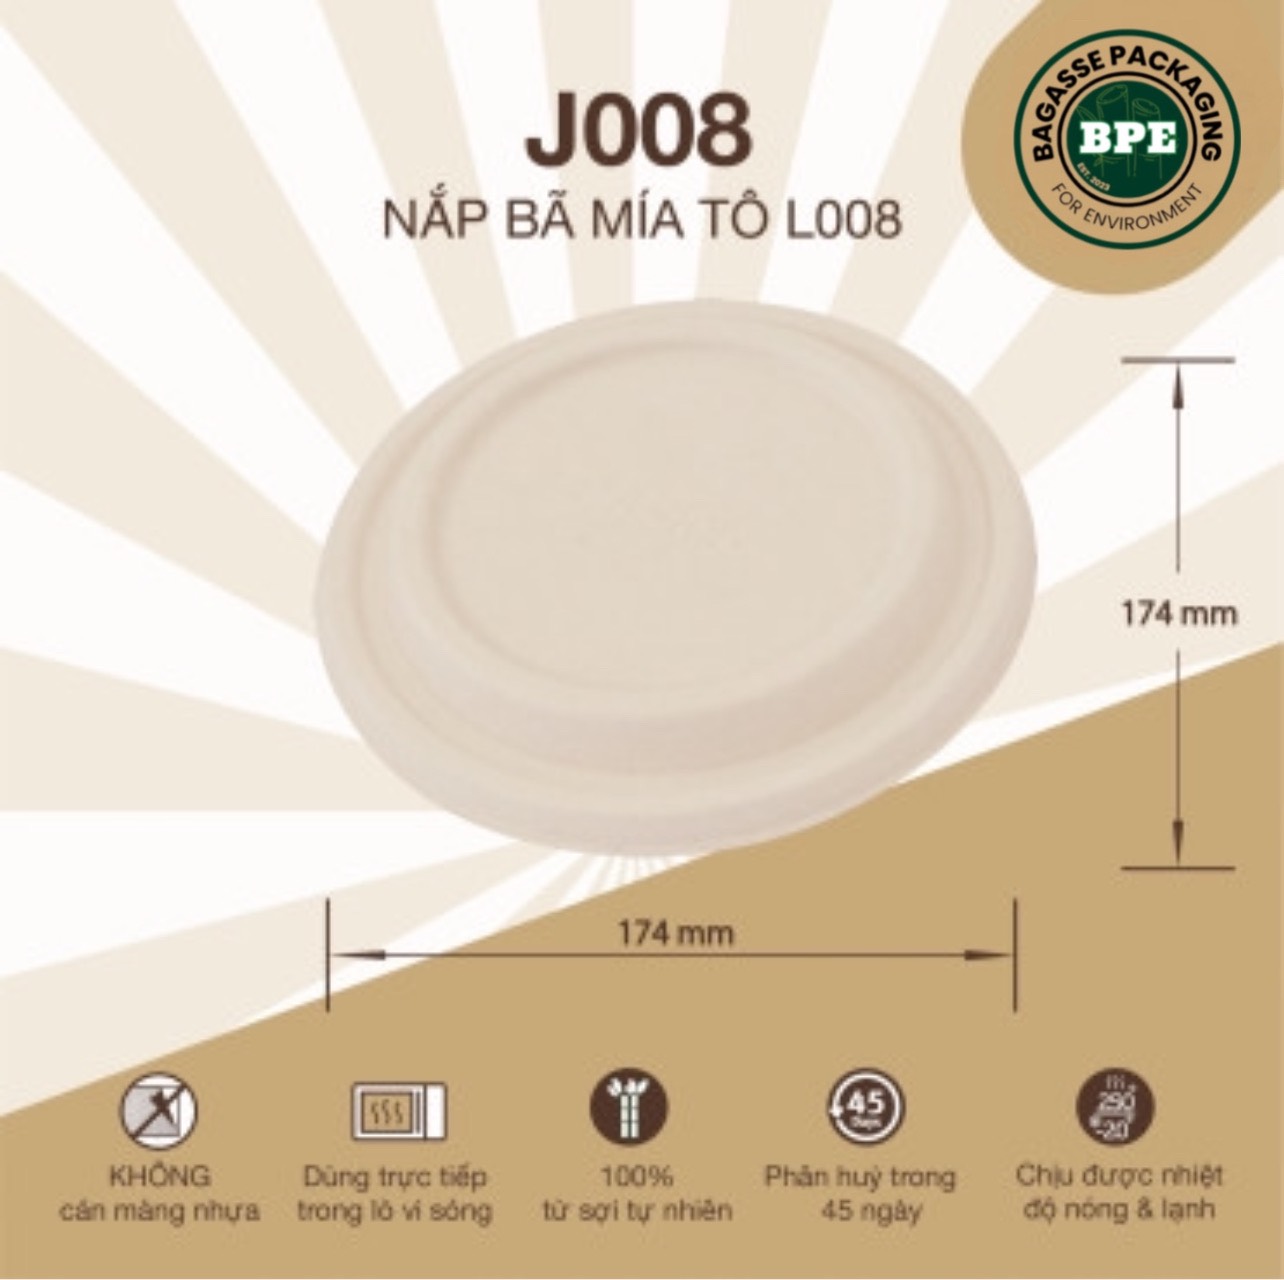 BAGASSE PACKAGING
BPE
EST. 2023
FOR ENVIRONMENT
J008
NẮP BÃ MÍA TÔ L008
174 mm
174 mm
45
Days
250
-20
KHÔNG
cán màng nhựa
Dùng trực tiếp
trong lò vi sóng
100%
từ sợi tự nhiên
Phân huỷ trong
45 ngày
Chịu được nhiệt
độ nóng & lạnh